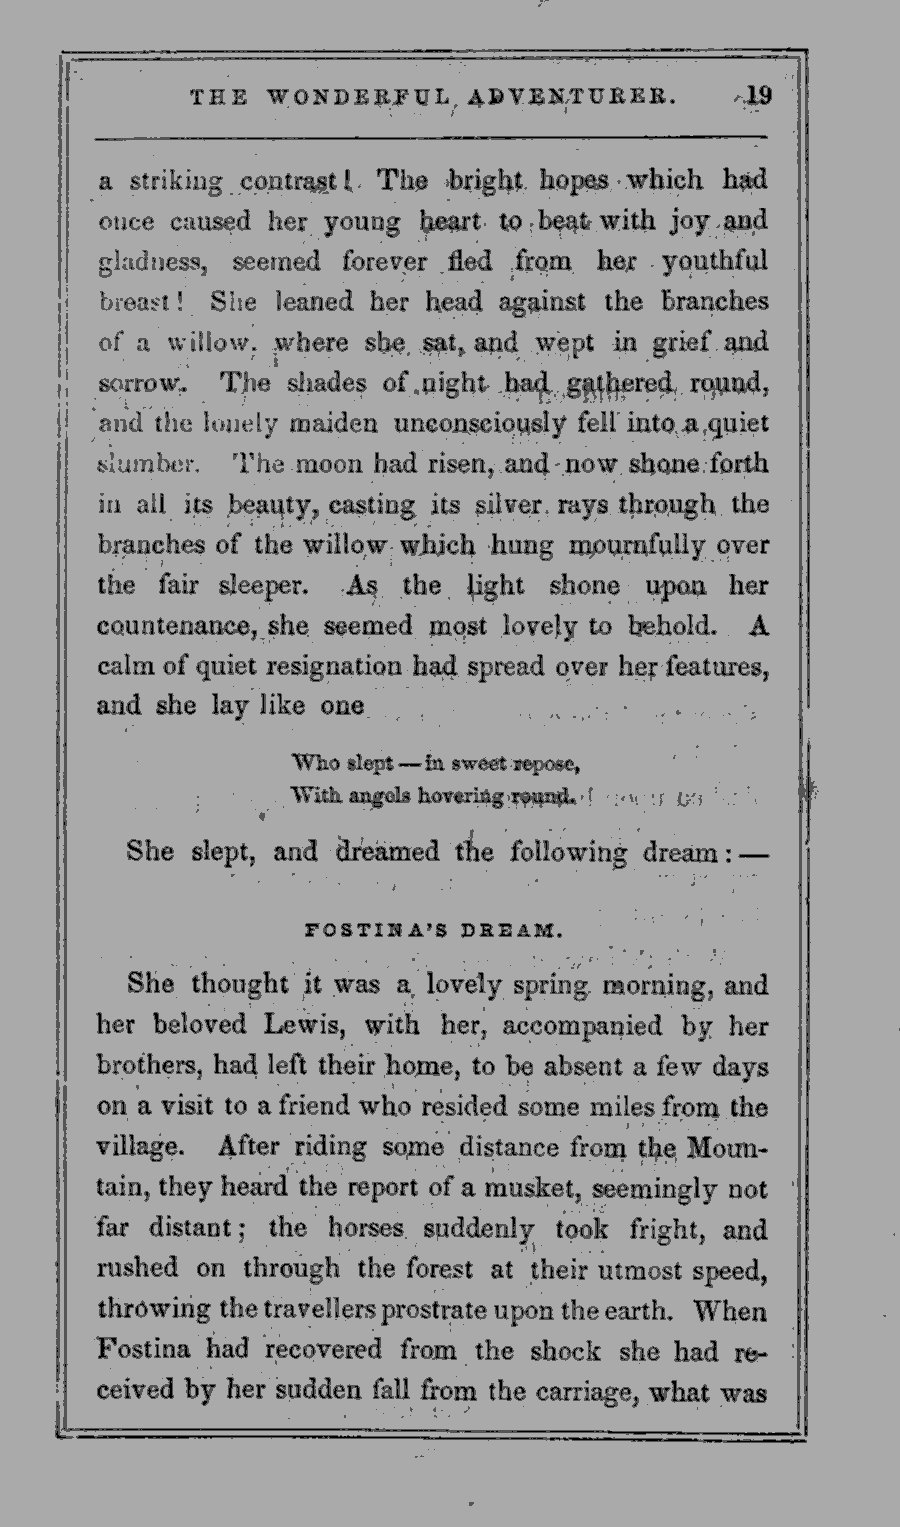 THE WONDERFUL ADVENTURER. 19
a striking contrast! The bright hopes which had
once caused her young heart to beat with joy and
gladness, seemed forever fled from her youthful
breast! She leaned her head against the branches
of a willow, where she sat, and wept in grief and
sorrow. The shades of night had gathered round,
and the lonely maiden unconsciously fell into a quiet
slumber. The moon had risen, and now shone forth
in all its beauty, casting its silver rays through the
branches of the willow which hung mournfully over
the fair sleeper. As the light shone upon her
countenance, she seemed most lovely to behold. A
calm of quiet resignation had spread over her features,
and she lay like one
Who slept — in sweet repose,
With angels hovering round.
She slept, and dreamed the following dream: —
FOSTINA'S DREAM.
She thought it was a lovely spring morning, and
her beloved Lewis, with her, accompanied by her
brothers, had left their home, to be absent a few days
on a visit to a friend who resided some miles from the
village. After riding some distance from the Moun-
tain, they heard the report of a musket, seemingly not
far distant; the horses suddenly took fright, and
rushed on through the forest at their utmost speed,
throwing the travellers prostrate upon the earth. When
Fostina had recovered from the shock she had re-
ceived by her sudden fall from the carriage, what was